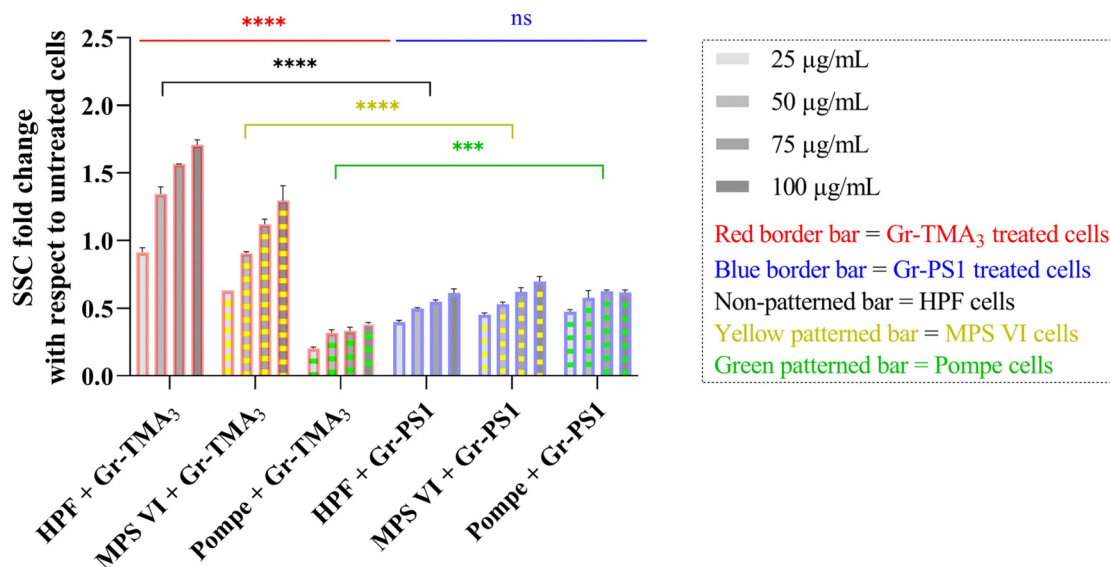 **** ns
2.5
****
2.0
****
***
1.5
1.0
0.5
0.0
SSC fold change
with respect to untreated cells
HPF + Gr-TMA₃
MPS VI + Gr-TMA₃
Pompe + Gr-TMA₃
HPF + Gr-PS1
MPS VI + Gr-PS1
Pompe + Gr-PS1
25 µg/mL
50 µg/mL
75 µg/mL
100 µg/mL
Red border bar = Gr-TMA₃ treated cells
Blue border bar = Gr-PS1 treated cells
Non-patterned bar = HPF cells
Yellow patterned bar = MPS VI cells
Green patterned bar = Pompe cells